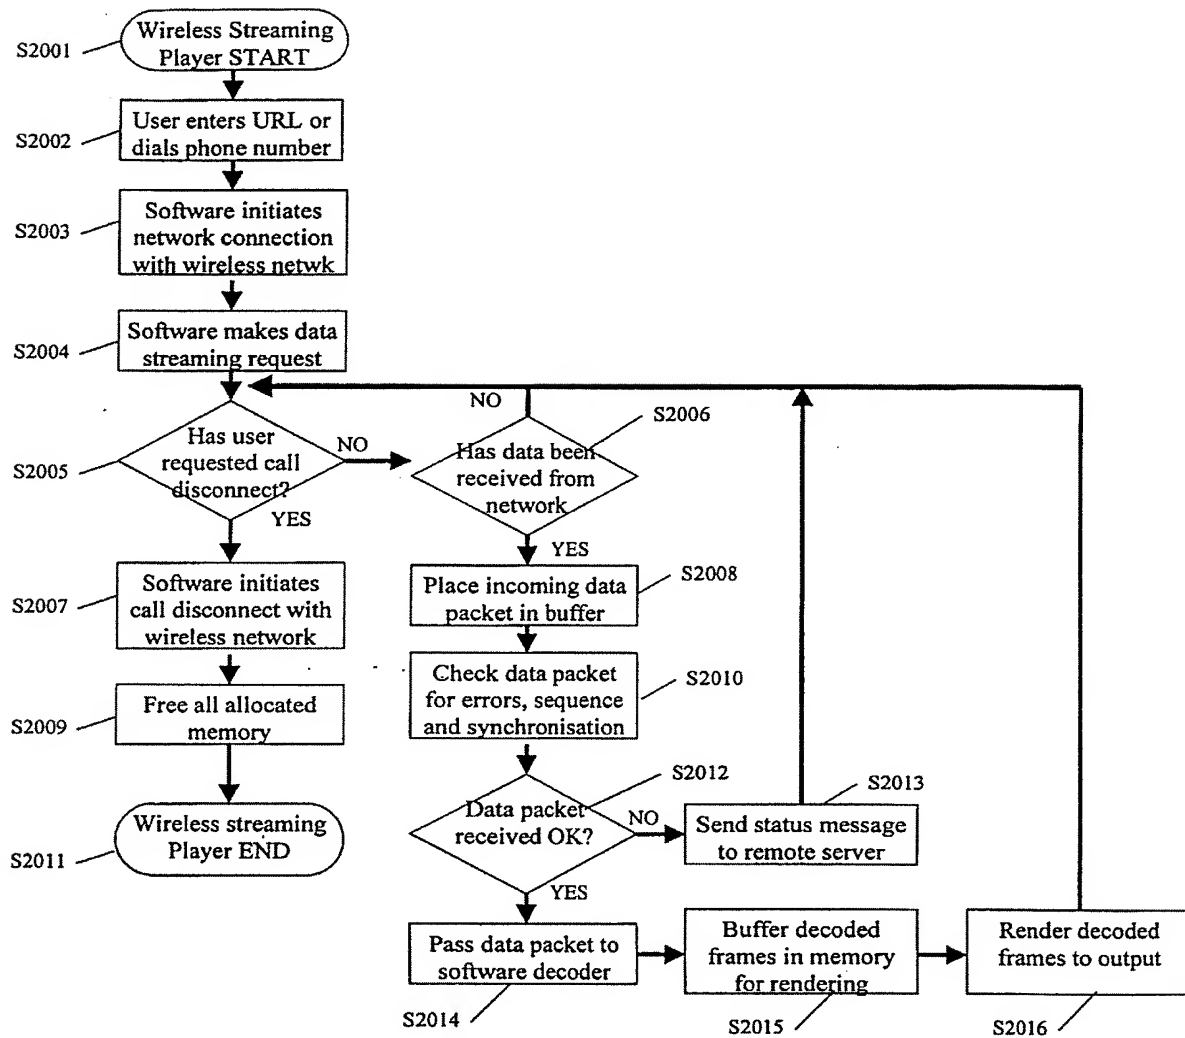 Wireless Streaming
Player START
S2001
User enters URL or
dials phone number
S2002
Software initiates
network connection
with wireless netwk
S2003
Software makes data
streaming request
S2004
Has user
requested call
disconnect?
S2005
NO
YES
NO
S2006
Has data been
received from
network
YES
Software initiates
call disconnect with
wireless network
S2007
Place incoming data
packet in buffer
S2008
Free all allocated
memory
S2009
Check data packet
for errors, sequence
and synchronisation
S2010
Wireless streaming
Player END
S2011
Data packet
received OK?
S2012
NO
YES
S2013
Send status message
to remote server
Pass data packet to
software decoder
S2014
Buffer decoded
frames in memory
for rendering
S2015
Render decoded
frames to output
S2016